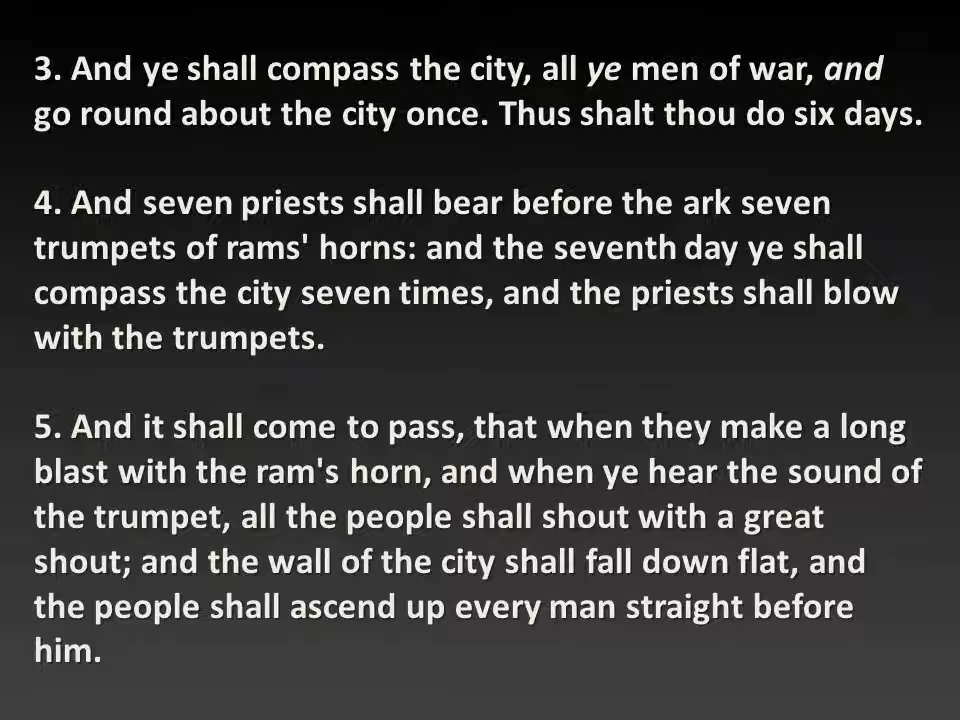 3. And ye shall compass the city, all ye men of war, and
go round about the city once. Thus shalt thou do six days.
4. And seven priests shall bear before the ark seven
trumpets of rams' horns: and the seventh day ye shall
compass the city seven times, and the priests shall blow
with the trumpets.
5. And it shall come to pass, that when they make a long
blast with the ram's horn, and when ye hear the sound of
the trumpet, all the people shall shout with a great
shout; and the wall of the city shall fall down flat, and
the people shall ascend up every man straight before
him.